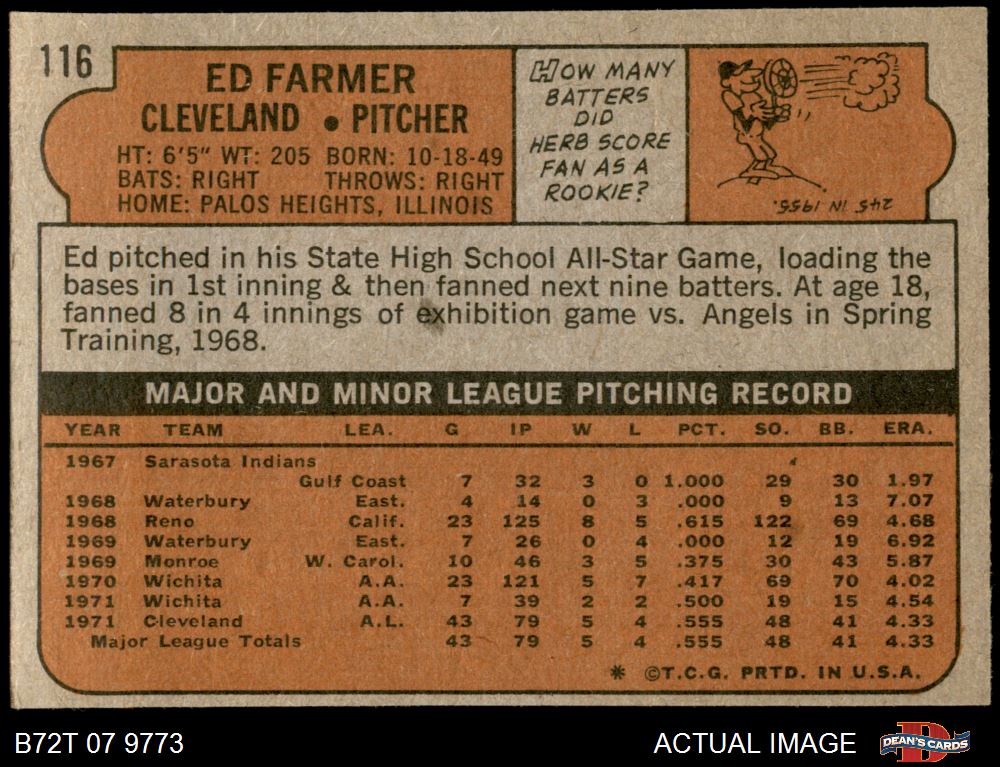 116
ED FARMER
CLEVELAND • PITCHER
HT: 6'5" WT: 205 BORN: 10-18-49
BATS: RIGHT THROWS: RIGHT
HOME: PALOS HEIGHTS, ILLINOIS
HOW MANY
BATTERS
DID
HERB SCORE
FAN AS A
ROOKIE?
245 IN 1955.
Ed pitched in his State High School All-Star Game, loading the
bases in 1st inning & then fanned next nine batters. At age 18,
fanned 8 in 4 innings of exhibition game vs. Angels in Spring
Training, 1968.
MAJOR AND MINOR LEAGUE PITCHING RECORD
YEAR TEAM LEA. G IP W L PCT. SO. BB. ERA.
1967 Sarasota Indians
Gulf Coast 7 32 3 0 1.000 29 30 1.97
1968 Waterbury East. 4 14 0 3 .000 9 13 7.07
1968 Reno Calif. 23 125 8 5 .615 122 69 4.68
1969 Waterbury East. 7 26 0 4 .000 12 19 6.92
1969 Monroe W. Carol. 10 46 3 5 .375 30 43 5.87
1970 Wichita A.A. 23 121 5 7 .417 69 70 4.02
1971 Wichita A.A. 7 39 2 2 .500 19 15 4.54
1971 Cleveland A.L. 43 79 5 4 .555 48 41 4.33
Major League Totals 43 79 5 4 .555 48 41 4.33
* ©T.C.G. PRTD. IN U.S.A.
B72T 07 9773
ACTUAL IMAGE
D
DEAN'S CARDS